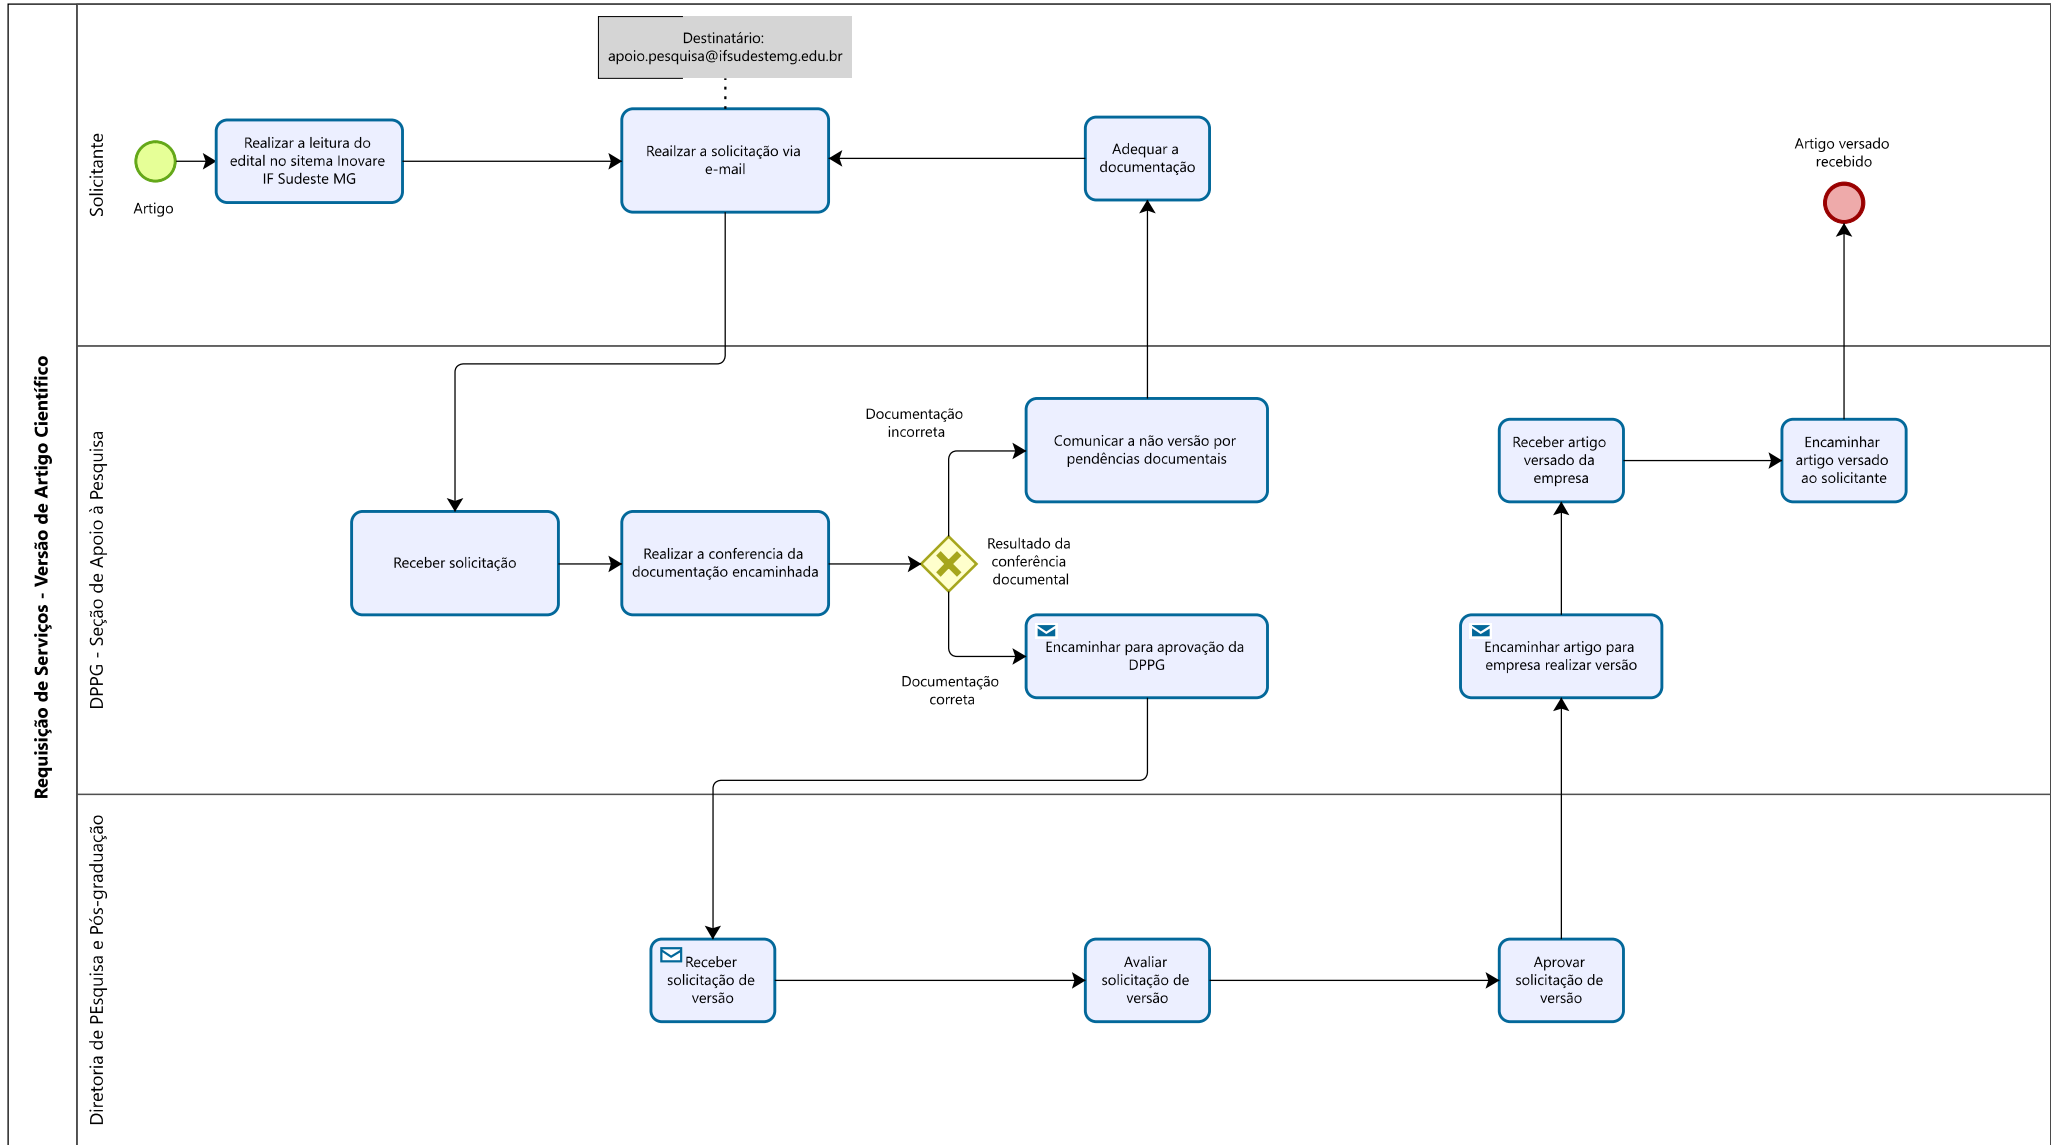 Requisição de Serviços - Versão de Artigo Científico
Solicitante
Destinatário:
apoio.pesquisa@ifsudestemg.edu.br
Artigo
Realizar a leitura do
edital no sitema Inovare
IF Sudeste MG
Reailzar a solicitação via
e-mail
Adequar a
documentação
Artigo versado
recebido
DPPG - Seção de Apoio à Pesquisa
Receber solicitação
Realizar a conferencia da
documentação encaminhada
Documentação
incorreta
Resultado da
conferência
documental
Documentação
correta
Comunicar a não versão por
pendências documentais
Encaminhar para aprovação da
DPPG
Receber artigo
versado da
empresa
Encaminhar
artigo versado
ao solicitante
Encaminhar artigo para
empresa realizar versão
Diretoria de PEsquisa e Pós-graduação
Receber
solicitação de
versão
Avaliar
solicitação de
versão
Aprovar
solicitação de
versão